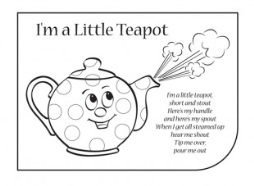 I'm a Little Teapot
I'm a little teapot,
short and stout
Here's my handle
and here's my spout
When I get all steamed up
hear me shout
Tip me over,
pour me out